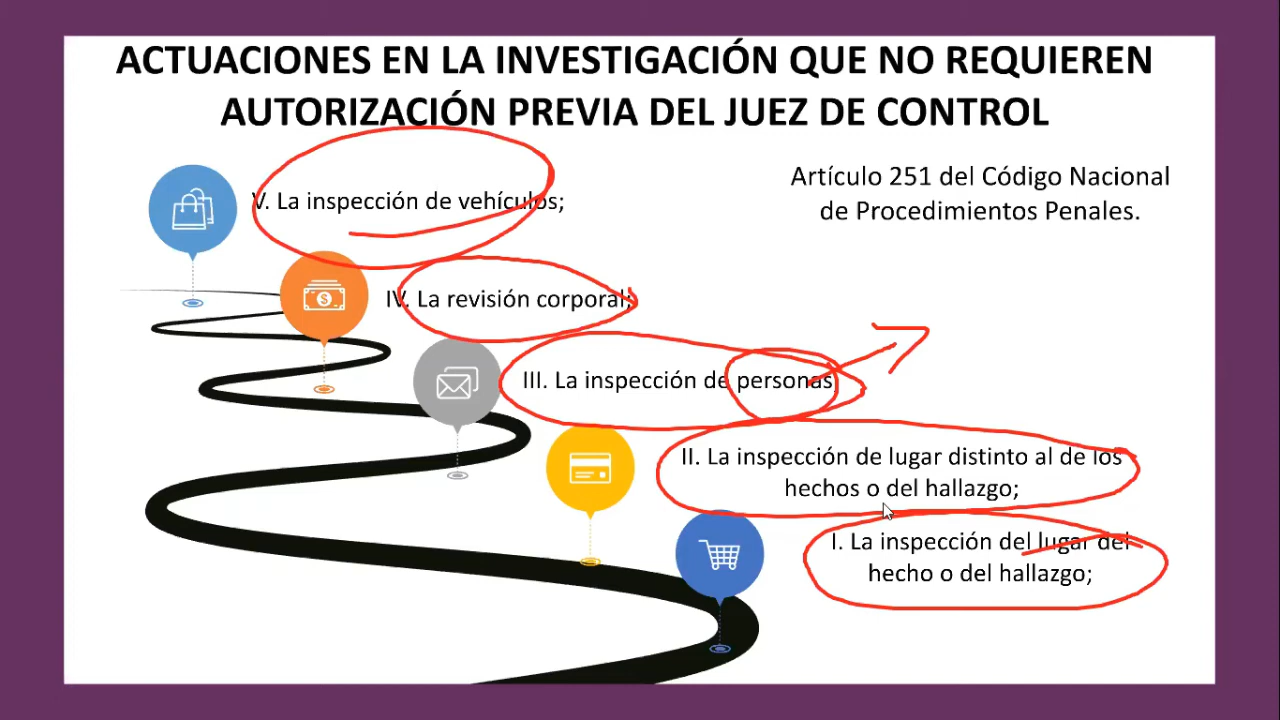 ACTUACIONES EN LA INVESTIGACIÓN QUE NO REQUIEREN
AUTORIZACIÓN PREVIA DEL JUEZ DE CONTROL
Artículo 251 del Código Nacional
de Procedimientos Penales.
V. La inspección de vehículos;
IV. La revisión corporal;
III. La inspección de personas
II. La inspección de lugar distinto al de los
hechos o del hallazgo;
I. La inspección del lugar del
hecho o del hallazgo;